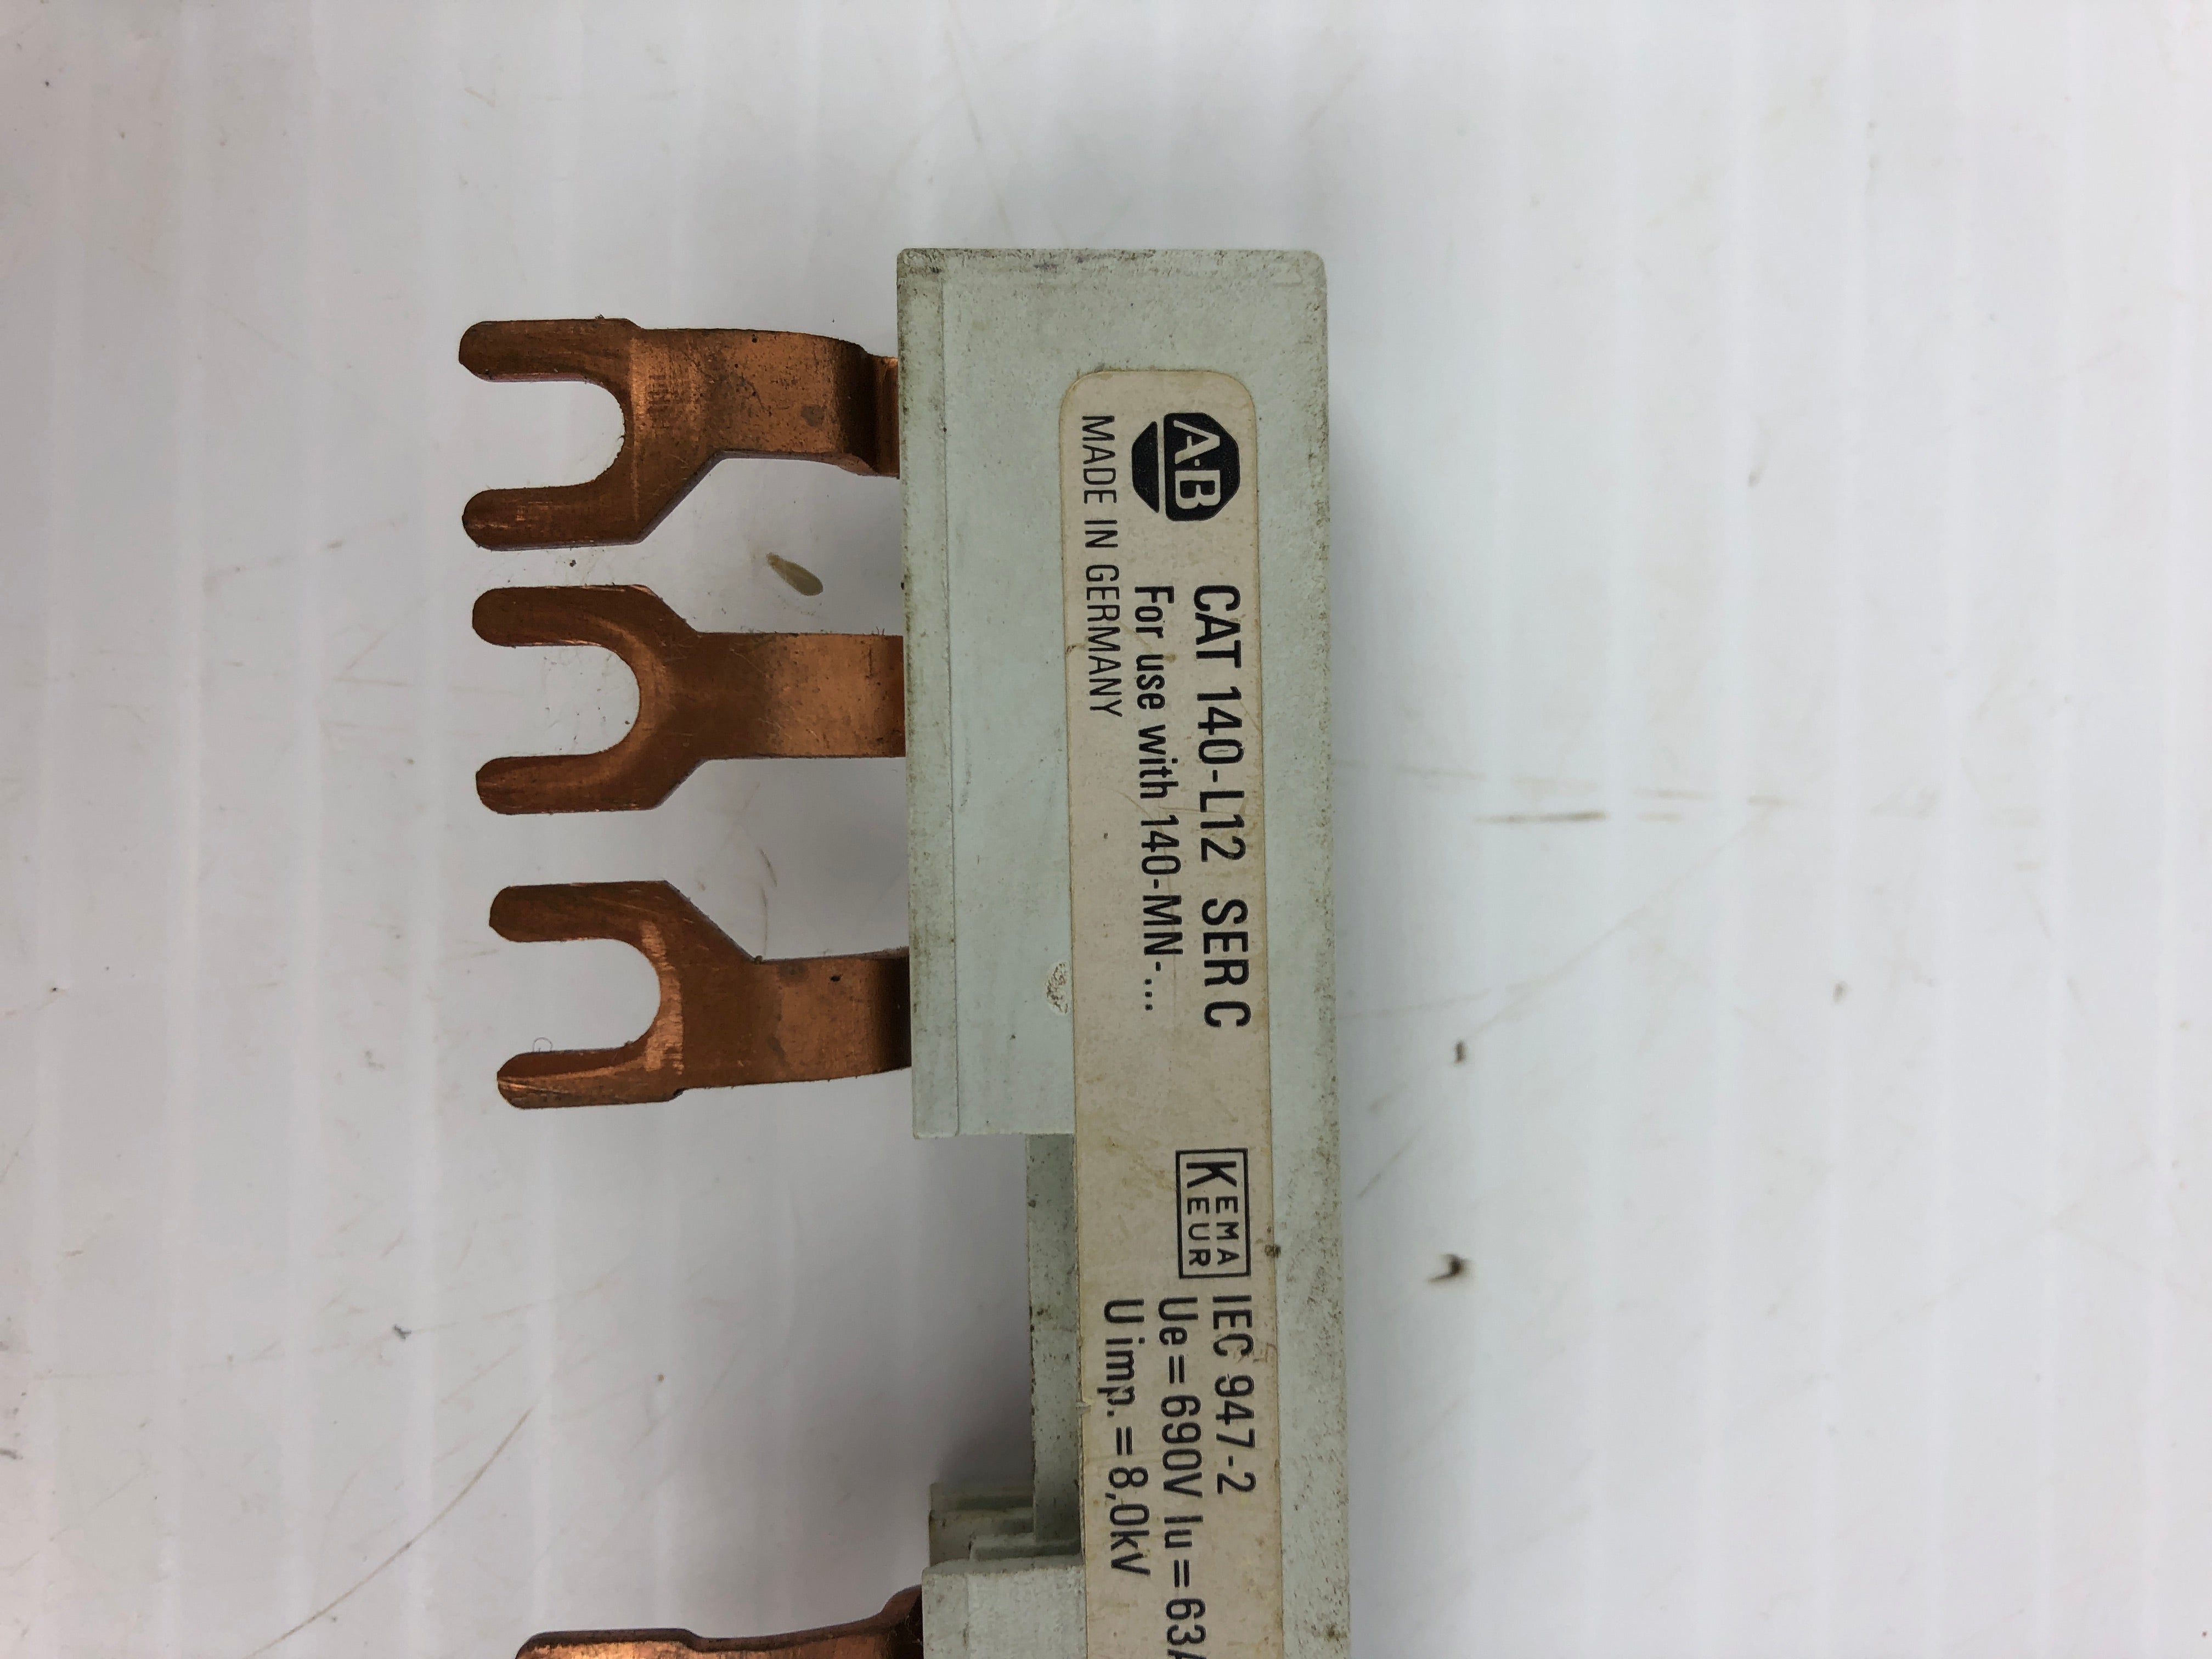 A-B
CAT 140-L12 SER C
For use with 140-MN-...
MADE IN GERMANY
KEMA
KEUR
IEC 947-2
Ue=690V Iu=63A
U imp.=8,0kV